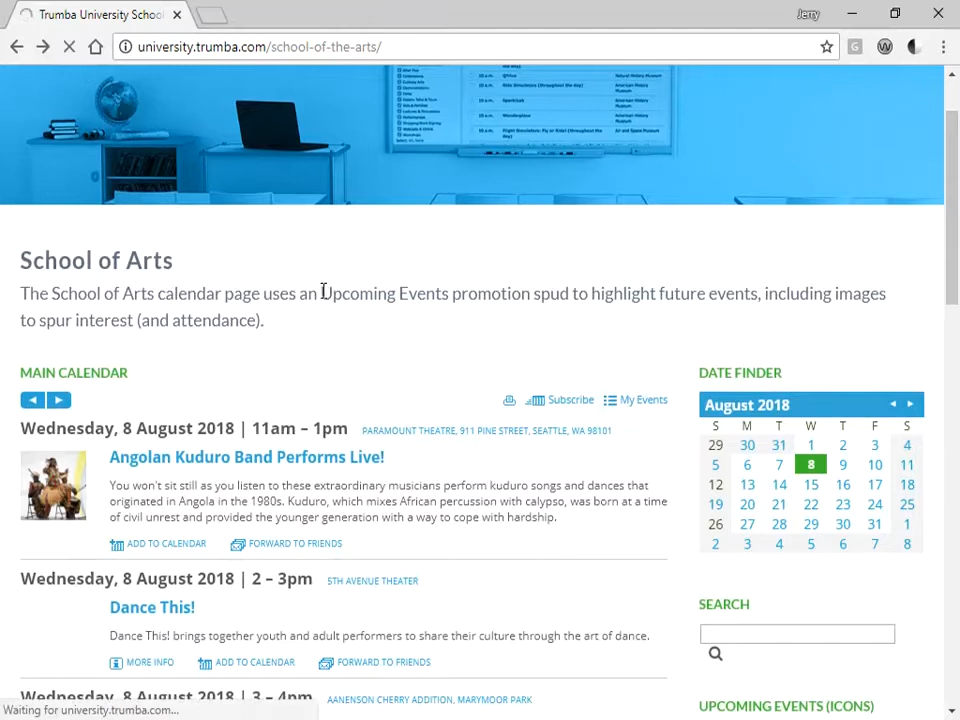 Trumba University School
Jerry
university.trumba.com/school-of-the-arts/
School of Arts
The School of Arts calendar page uses an Upcoming Events promotion spud to highlight future events, including images
to spur interest (and attendance).
MAIN CALENDAR
Subscribe
My Events
Wednesday, 8 August 2018 | 11am – 1pm PARAMOUNT THEATRE, 911 PINE STREET, SEATTLE, WA 98101
Angolan Kuduro Band Performs Live!
You won't sit still as you listen to these extraordinary musicians perform kuduro songs and dances that
originated in Angola in the 1980s. Kuduro, which mixes African percussion with calypso, was born at a time
of civil unrest and provided the younger generation with a way to cope with hardship.
ADD TO CALENDAR FORWARD TO FRIENDS
Wednesday, 8 August 2018 | 2 – 3pm 5TH AVENUE THEATER
Dance This!
Dance This! brings together youth and adult performers to share their culture through the art of dance.
MORE INFO ADD TO CALENDAR FORWARD TO FRIENDS
Wednesday, 8 August 2018 | 3 – 4pm AANENSON CHERRY ADDITION, MARYMOOR PARK
DATE FINDER
August 2018
S M T W T F S
29 30 31 1 2 3 4
5 6 7 8 9 10 11
12 13 14 15 16 17 18
19 20 21 22 23 24 25
26 27 28 29 30 31 1
2 3 4 5 6 7 8
SEARCH
UPCOMING EVENTS (ICONS)
Waiting for university.trumba.com...